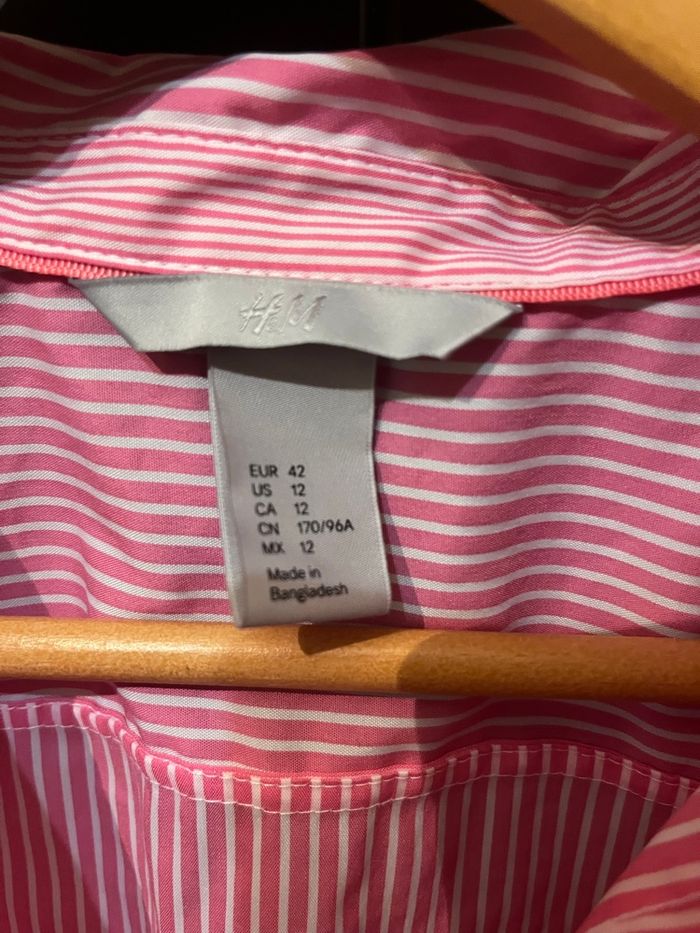 H&M
EUR 42
US 12
CA 12
CN 170/96A
MX 12
Made in
Bangladesh